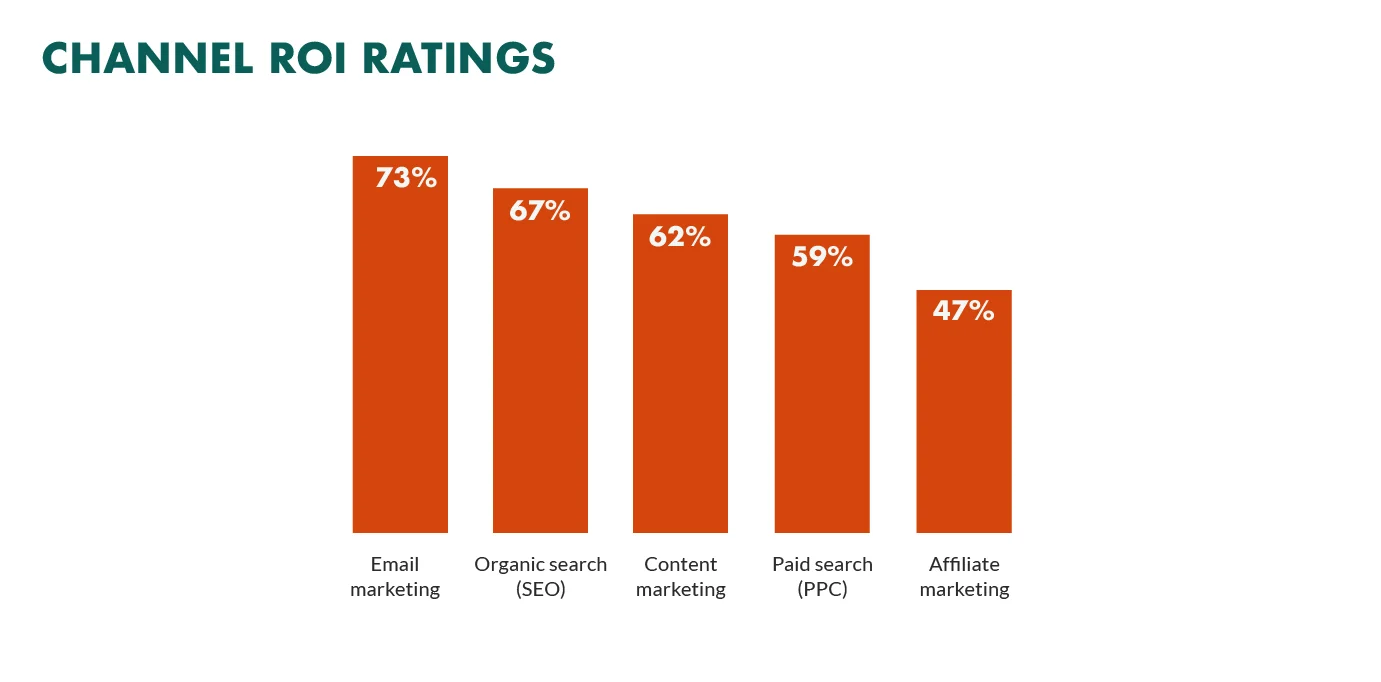 CHANNEL ROI RATINGS
73%
67%
62%
59%
47%
Email
marketing
Organic search
(SEO)
Content
marketing
Paid search
(PPC)
Affiliate
marketing